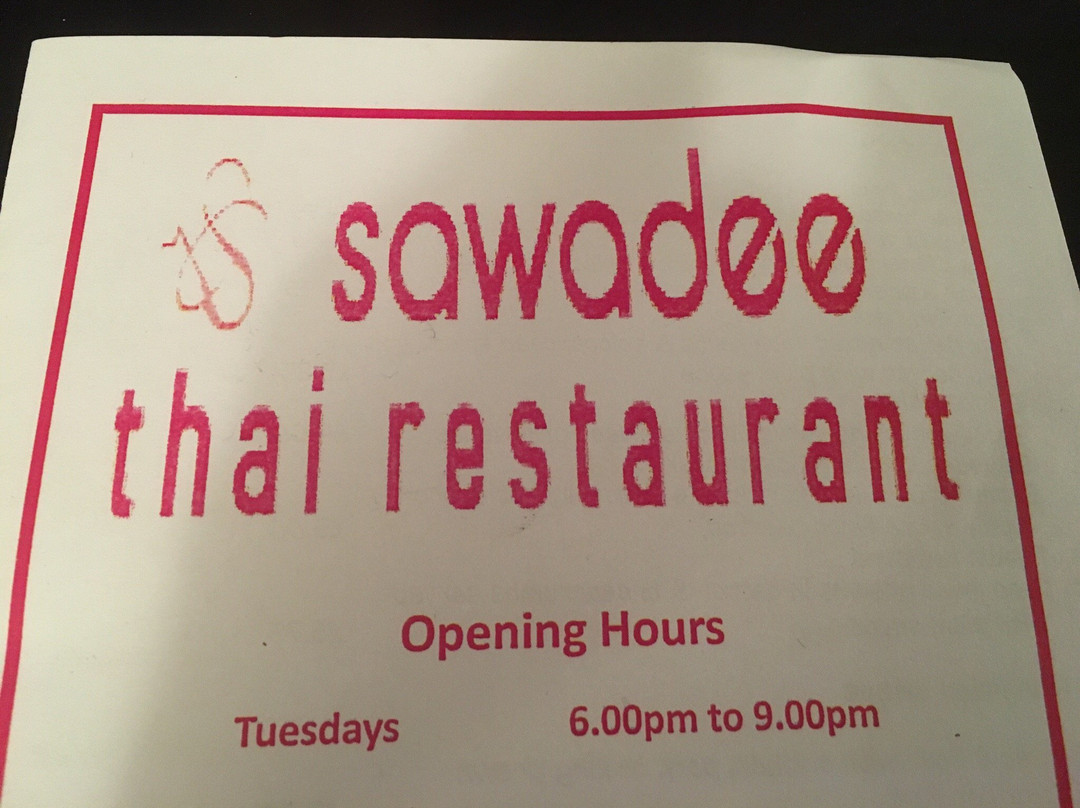 sawadee
thai restaurant
Opening Hours
Tuesdays 6.00pm to 9.00pm